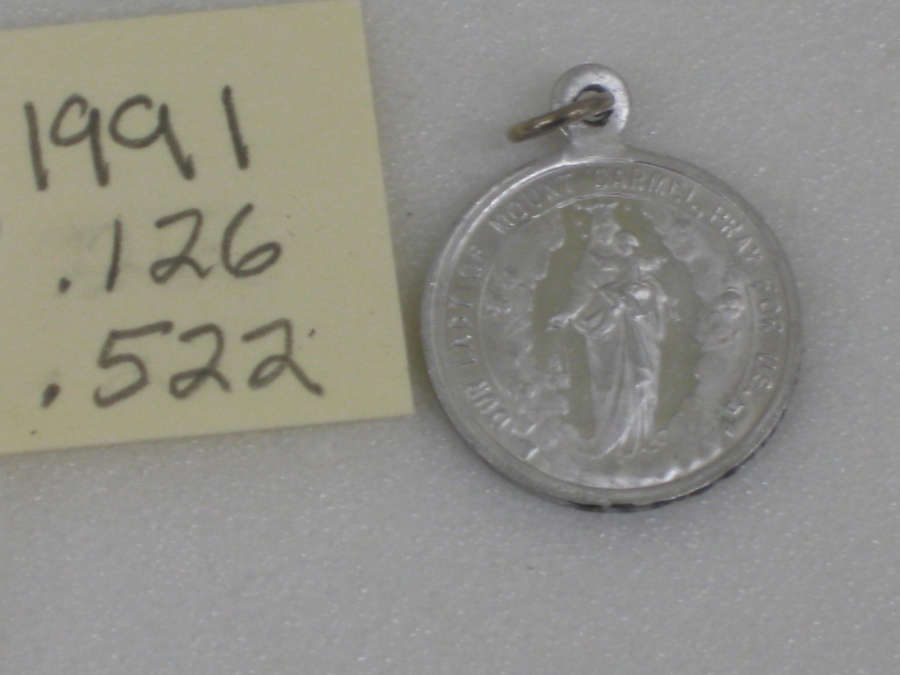 1991
.126
.522
OUR LADY OF MOUNT CARMEL, PRAY FOR US.